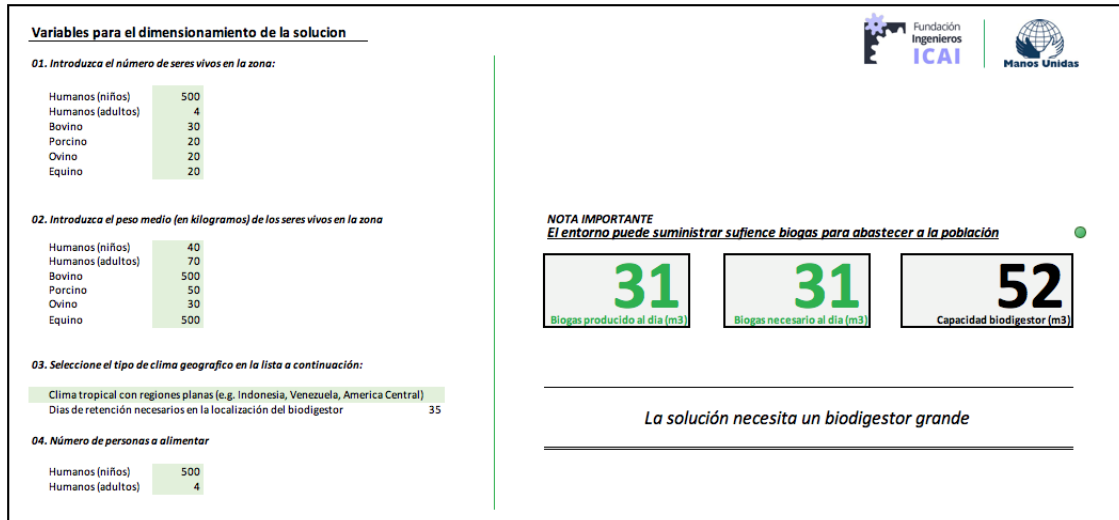 Variables para el dimensionamiento de la solucion
Fundación
Ingenieros
ICAI
Manos Unidas
01. Introduzca el número de seres vivos en la zona:
Humanos (niños) 500
Humanos (adultos) 4
Bovino 30
Porcino 20
Ovino 20
Equino 20
02. Introduzca el peso medio (en kilogramos) de los seres vivos en la zona
Humanos (niños) 40
Humanos (adultos) 70
Bovino 500
Porcino 50
Ovino 30
Equino 500
03. Seleccione el tipo de clima geografico en la lista a continuación:
Clima tropical con regiones planas (e.g. Indonesia, Venezuela, America Central)
Dias de retención necesarios en la localización del biodigestor 35
04. Número de personas a alimentar
Humanos (niños) 500
Humanos (adultos) 4
NOTA IMPORTANTE
El entorno puede suministrar sufience biogas para abastecer a la población
31
Biogas producido al dia (m3)
31
Biogas necesario al dia (m3)
52
Capacidad biodigestor (m3)
La solución necesita un biodigestor grande